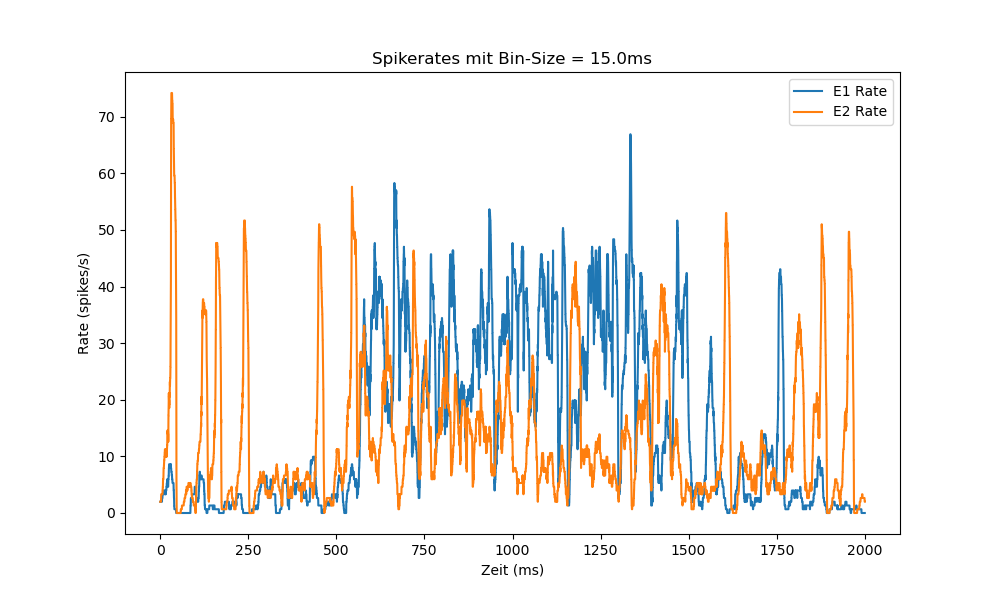 Spikerates mit Bin-Size = 15.0ms
E1 Rate
E2 Rate
Rate (spikes/s)
70
60
50
40
30
20
10
0
0 250 500 750 1000 1250 1500 1750 2000
Zeit (ms)